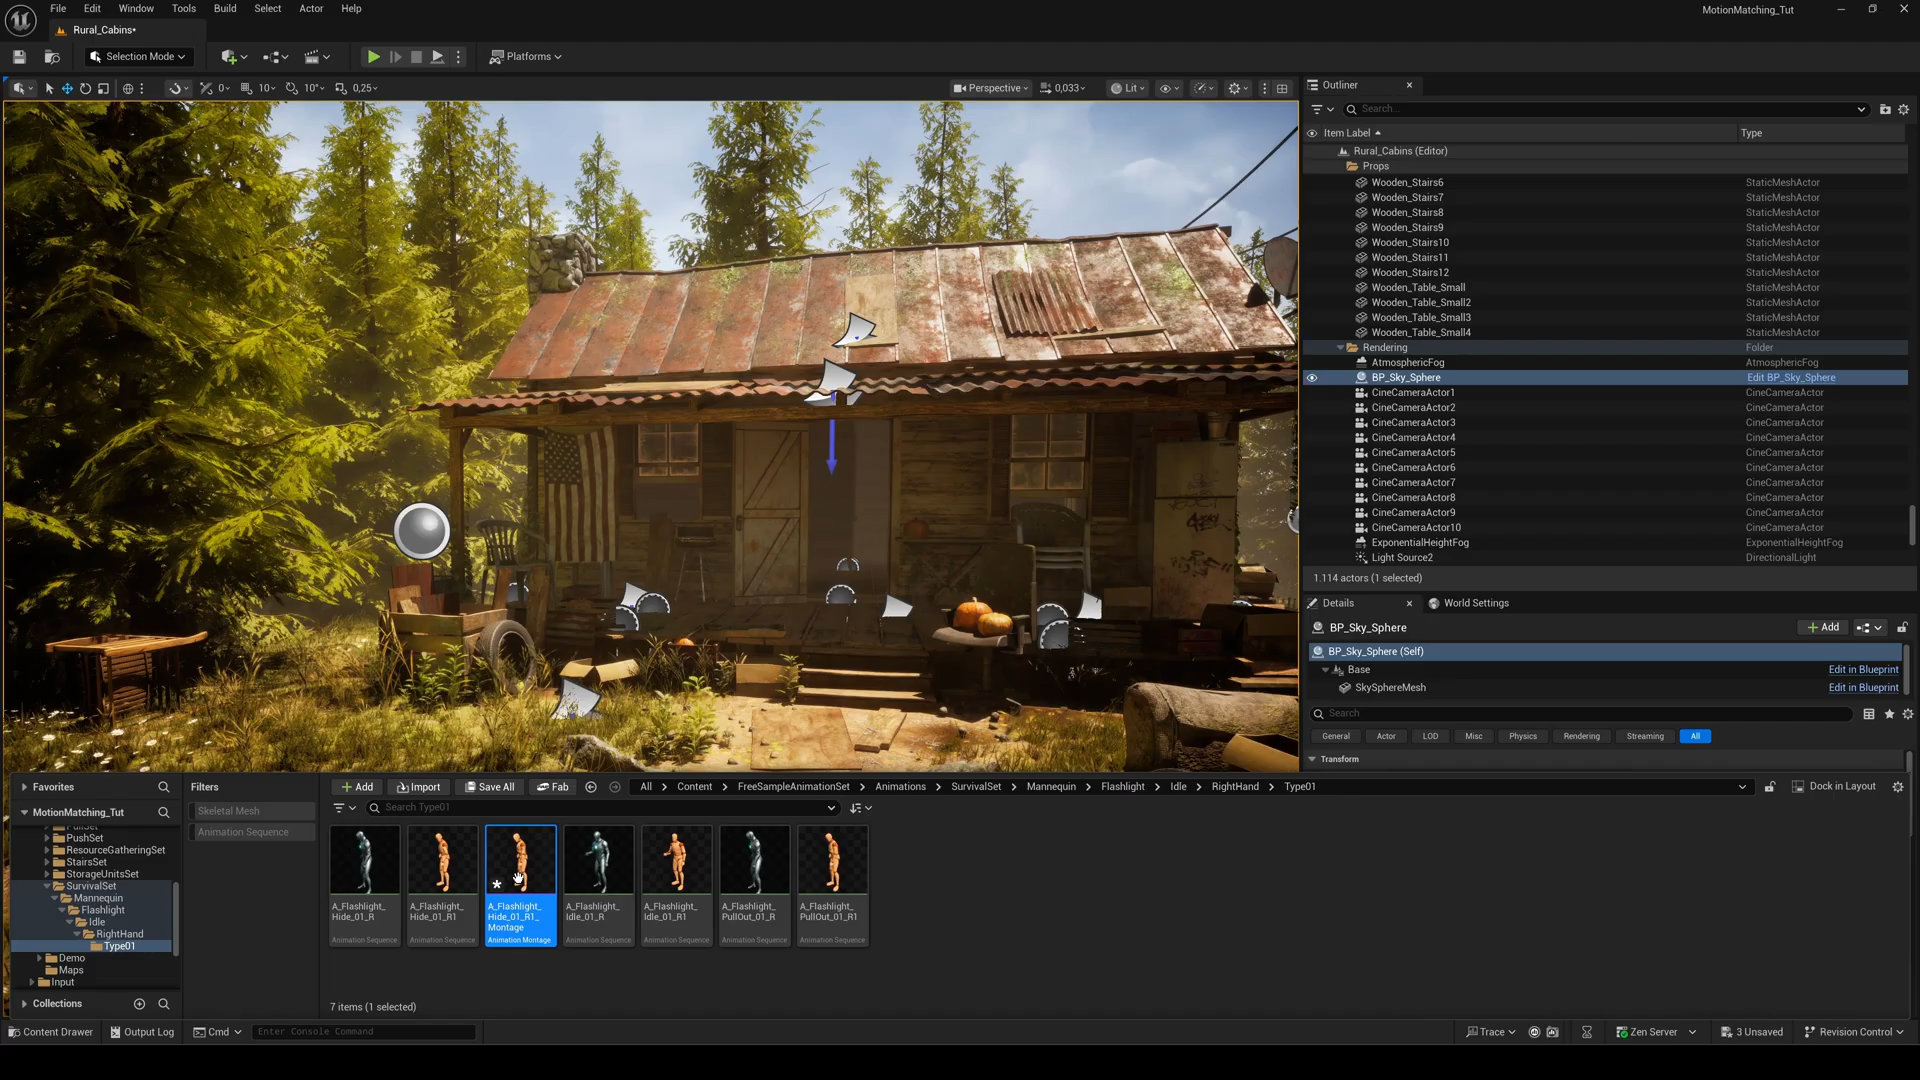 File Edit Window Tools Build Select Actor Help
MotionMatching_Tut
Rural_Cabins•
Selection Mode
Platforms
0 10 10° 0,25
Perspective 0,033 Lit
Outliner
Search...
Item Label Type
Rural_Cabins (Editor)
Props
Wooden_Stairs6 StaticMeshActor
Wooden_Stairs7 StaticMeshActor
Wooden_Stairs8 StaticMeshActor
Wooden_Stairs9 StaticMeshActor
Wooden_Stairs10 StaticMeshActor
Wooden_Stairs11 StaticMeshActor
Wooden_Stairs12 StaticMeshActor
Wooden_Table_Small StaticMeshActor
Wooden_Table_Small2 StaticMeshActor
Wooden_Table_Small3 StaticMeshActor
Wooden_Table_Small4 StaticMeshActor
Rendering Folder
AtmosphericFog AtmosphericFog
BP_Sky_Sphere Edit BP_Sky_Sphere
CineCameraActor1 CineCameraActor
CineCameraActor2 CineCameraActor
CineCameraActor3 CineCameraActor
CineCameraActor4 CineCameraActor
CineCameraActor5 CineCameraActor
CineCameraActor6 CineCameraActor
CineCameraActor7 CineCameraActor
CineCameraActor8 CineCameraActor
CineCameraActor9 CineCameraActor
CineCameraActor10 CineCameraActor
ExponentialHeightFog ExponentialHeightFog
Light Source2 DirectionalLight
1.114 actors (1 selected)
Details World Settings
BP_Sky_Sphere Add
BP_Sky_Sphere (Self)
Base Edit in Blueprint
SkySphereMesh Edit in Blueprint
Search
General Actor LOD Misc Physics Rendering Streaming All
Transform
Favorites
MotionMatching_Tut
PullSet
PushSet
ResourceGatheringSet
StairsSet
StorageUnitsSet
SurvivalSet
Mannequin
Flashlight
Idle
RightHand
Type01
Demo
Maps
Input
Collections
Filters
Skeletal Mesh
Animation Sequence
Add Import Save All Fab All Content FreeSampleAnimationSet Animations SurvivalSet Mannequin Flashlight Idle RightHand Type01 Dock in Layout
Search Type01
A_Flashlight_
Hide_01_R
Animation Sequence
A_Flashlight_
Hide_01_R1
Animation Sequence
A_Flashlight_
Hide_01_R1_
Montage
Animation Montage
A_Flashlight_
Idle_01_R
Animation Sequence
A_Flashlight_
Idle_01_R1
Animation Sequence
A_Flashlight_
PullOut_01_R
Animation Sequence
A_Flashlight_
PullOut_01_R1
Animation Sequence
7 items (1 selected)
Content Drawer Output Log Cmd Enter Console Command Trace Zen Server 3 Unsaved Revision Control